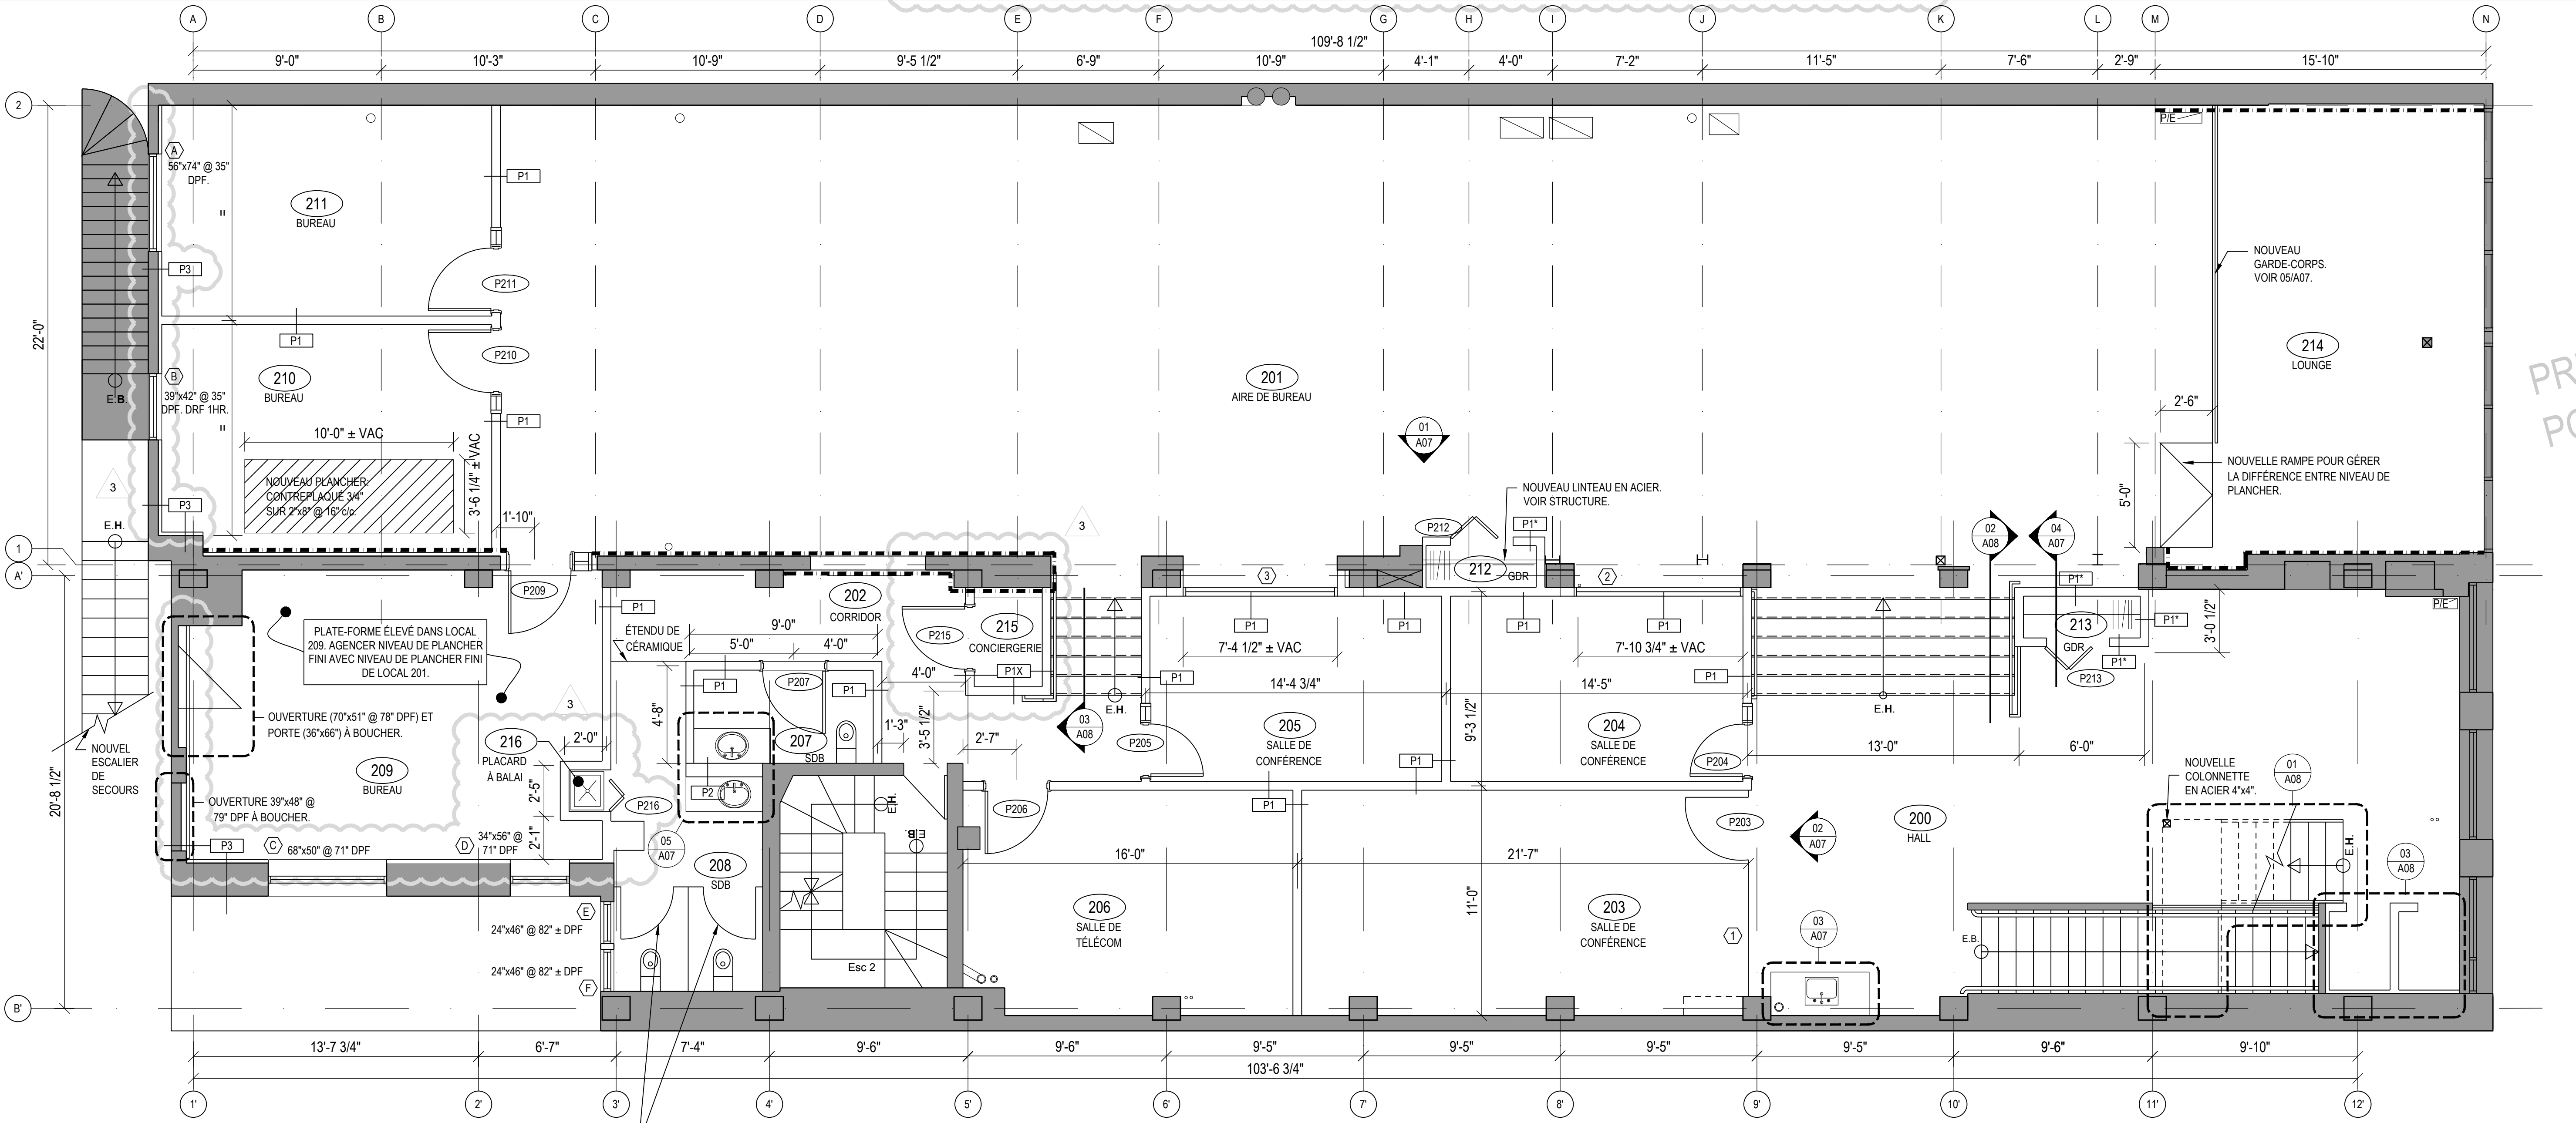 A
B
C
D
E
F
G
H
I
J
K
L
M
N
109'-8 1/2"
9'-0"
10'-3"
10'-9"
9'-5 1/2"
6'-9"
10'-9"
4'-1"
4'-0"
7'-2"
11'-5"
7'-6"
2'-9"
15'-10"
2
22'-0"
1
A'
20'-8 1/2"
B'
A
56"x74" @ 35"
DPF.
211
BUREAU
P1
P3
P211
P1
P210
B
210
BUREAU
39"x42" @ 35"
DPF. DRF 1HR.
E.B.
P1
10'-0" ± VAC
3'-6 1/4" ± VAC
NOUVEAU PLANCHER:
CONTREPLAQUÉ 3/4"
SUR 2"x8" @ 16" c/c.
1'-10"
3
P3
E.H.
201
AIRE DE BUREAU
01
A07
P/E
NOUVEAU
GARDE-CORPS.
VOIR 05/A07.
214
LOUNGE
2'-6"
5'-0"
NOUVELLE RAMPE POUR GÉRER
LA DIFFÉRENCE ENTRE NIVEAU DE
PLANCHER.
NOUVEAU LINTEAU EN ACIER.
VOIR STRUCTURE.
P212
P1*
212
GDR
3
2
3
02
A08
04
A07
P1*
213
GDR
P1*
P1*
P213
3'-0 1/2"
P/E
P209
P1
202
CORRIDOR
ÉTENDU DE
CÉRAMIQUE
9'-0"
5'-0"
4'-0"
P215
215
CONCIERGERIE
P1X
4'-0"
P1
P1
P1
P1
7'-4 1/2" ± VAC
7'-10 3/4" ± VAC
P1
P1
14'-4 3/4"
14'-5"
E.H.
E.H.
PLATE-FORME ÉLEVÉ DANS LOCAL
209. AGENCER NIVEAU DE PLANCHER
FINI AVEC NIVEAU DE PLANCHER FINI
DE LOCAL 201.
OUVERTURE (70"x51" @ 78" DPF) ET
PORTE (36"x66") À BOUCHER.
3
P1
P207
P1
4'-8"
1'-3"
3'-5 1/2"
2'-7"
207
SDB
P2
03
A08
P205
205
SALLE DE
CONFÉRENCE
9'-3 1/2"
P1
204
SALLE DE
CONFÉRENCE
P204
13'-0"
6'-0"
NOUVEL
ESCALIER
DE
SECOURS
209
BUREAU
216
PLACARD
À BALAI
2'-0"
2'-5"
2'-1"
P216
OUVERTURE 39"x48" @
79" DPF À BOUCHER.
P3
C
68"x50" @ 71" DPF
D
34"x56" @
71" DPF
05
A07
208
SDB
E
24"x46" @ 82" ± DPF
24"x46" @ 82" ± DPF
F
E.H.
E.B.
Esc 2
P206
P1
16'-0"
21'-7"
206
SALLE DE
TÉLÉCOM
11'-0"
203
SALLE DE
CONFÉRENCE
P203
1
02
A07
200
HALL
03
A07
NOUVELLE
COLONNETTE
EN ACIER 4"x4".
01
A08
E.H.
03
A08
E.B.
13'-7 3/4"
6'-7"
7'-4"
9'-6"
9'-6"
9'-5"
9'-5"
9'-5"
9'-5"
9'-6"
9'-10"
103'-6 3/4"
1'
2'
3'
4'
5'
6'
7'
8'
9'
10'
11'
12'